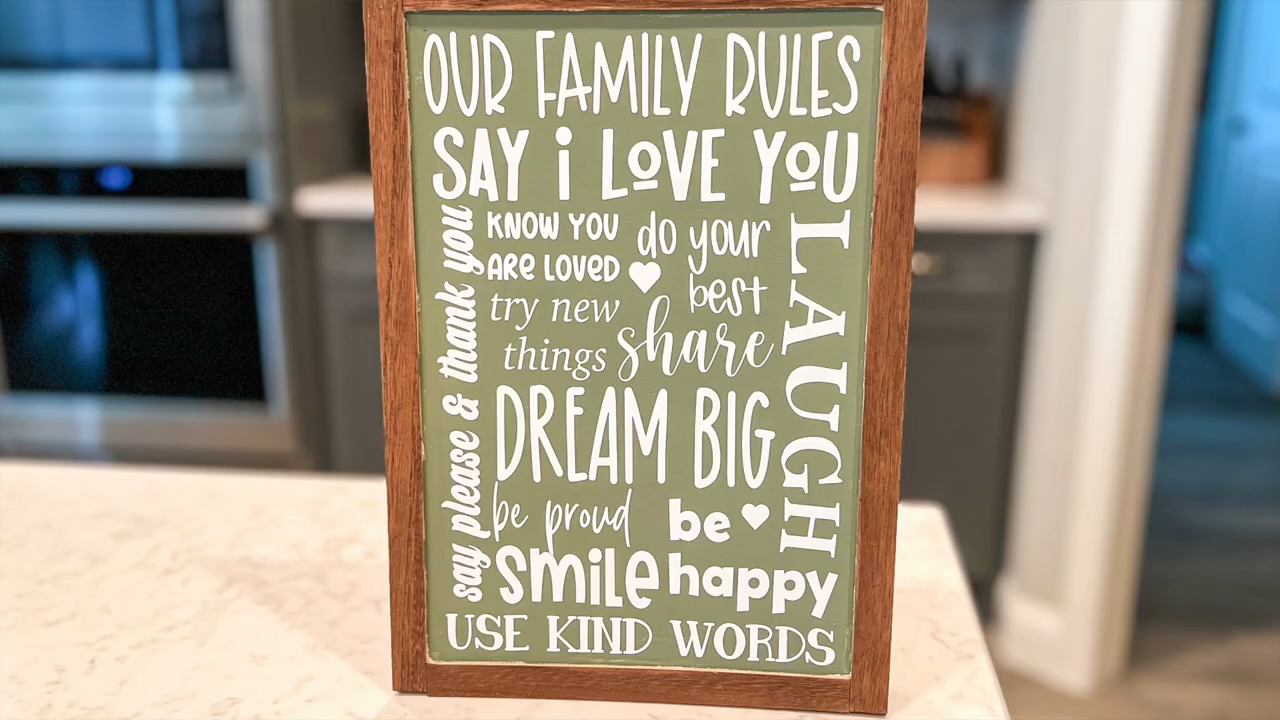 OUR FAMILY RULES
SAY i LoVE YoU
say please & thank you
KNOW YOU
ARE LOVED
do your
best
try new
things
share
LAUGH
DREAM BIG
be proud
be
happy
smile
USE KIND WORDS